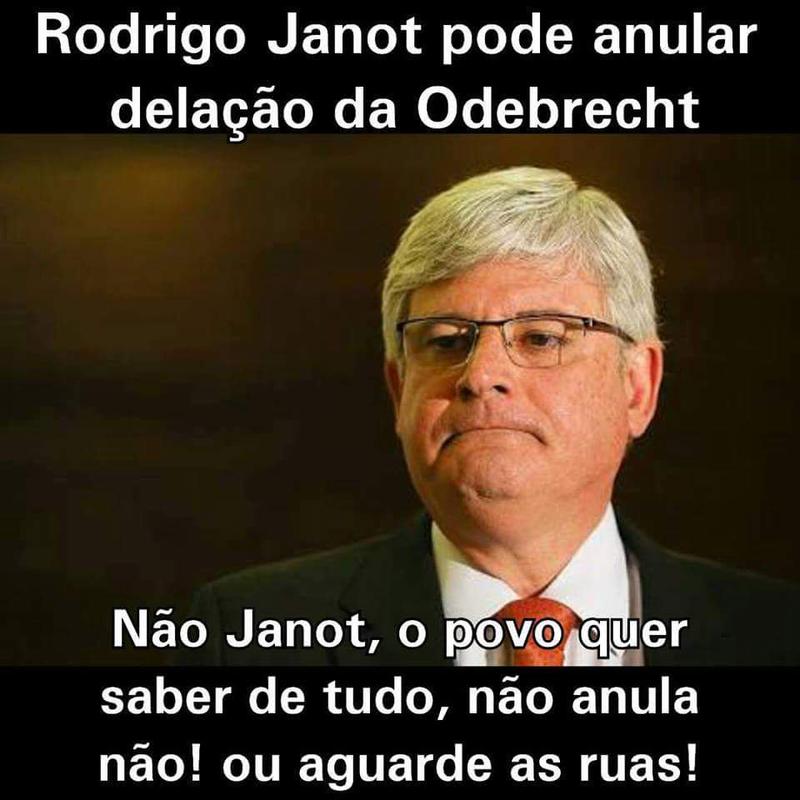 Rodrigo Janot pode anular
delação da Odebrecht
Não Janot, o povo quer
saber de tudo, não anula
não! ou aguarde as ruas!